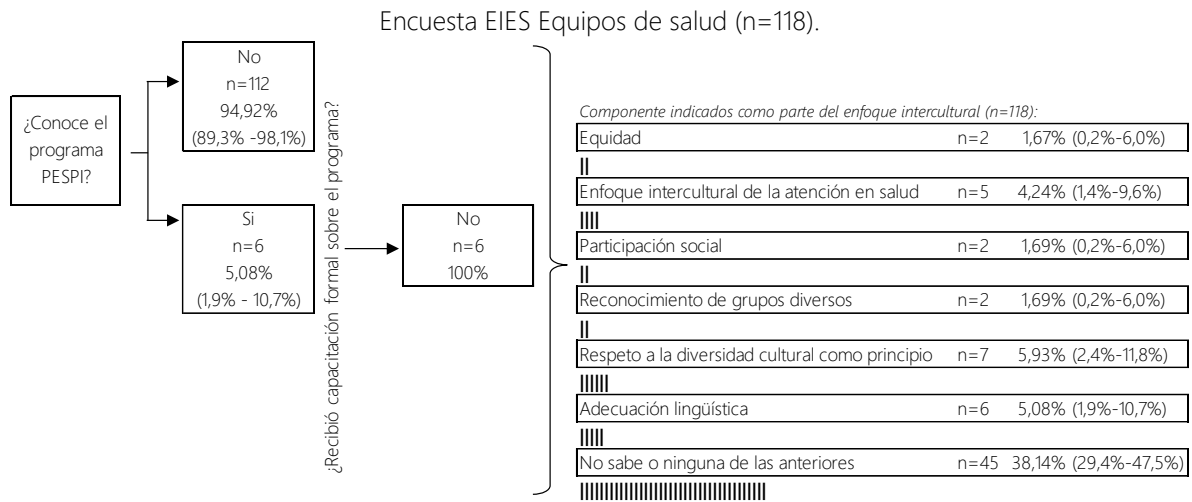 Encuesta EIES Equipos de salud (n=118).
¿Conoce el
programa
PESPI?
No
n=112
94,92%
(89,3% -98,1%)
Si
n=6
5,08%
(1,9% - 10,7%)
¿Recibió capacitación formal sobre el programa?
No
n=6
100%
Componente indicados como parte del enfoque intercultural (n=118):
Equidad n=2 1,67% (0,2%-6,0%)
Enfoque intercultural de la atención en salud n=5 4,24% (1,4%-9,6%)
Participación social n=2 1,69% (0,2%-6,0%)
Reconocimiento de grupos diversos n=2 1,69% (0,2%-6,0%)
Respeto a la diversidad cultural como principio n=7 5,93% (2,4%-11,8%)
Adecuación lingüística n=6 5,08% (1,9%-10,7%)
No sabe o ninguna de las anteriores n=45 38,14% (29,4%-47,5%)